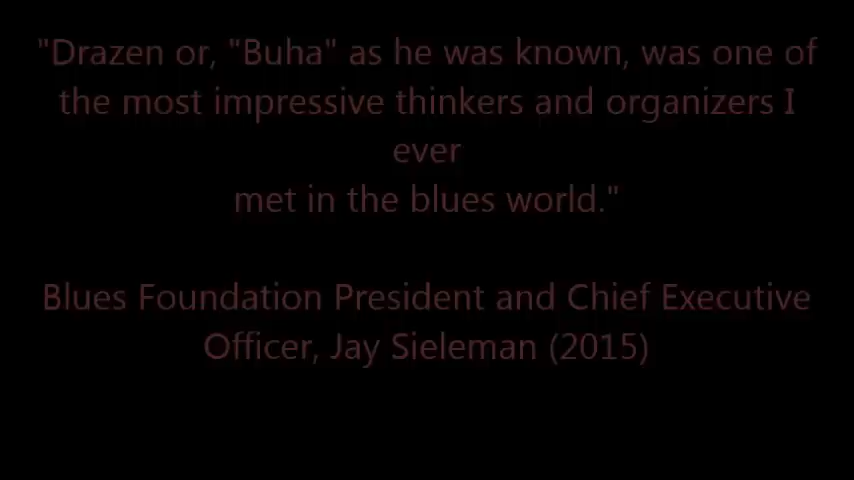 "Drazen or, "Buha" as he was known, was one of
the most impressive thinkers and organizers I
ever
met in the blues world."
Blues Foundation President and Chief Executive
Officer, Jay Sieleman (2015)